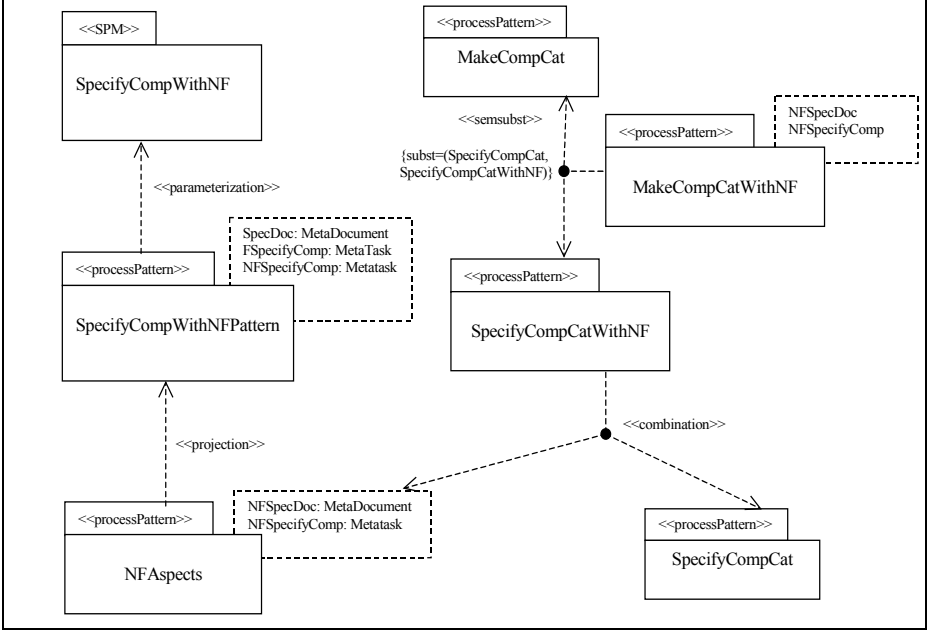 <<SPM>>
SpecifyCompWithNF
<<parameterization>>
SpecDoc: MetaDocument
FSpecifyComp: MetaTask
NFSpecifyComp: Metatask
<<processPattern>>
SpecifyCompWithNFPattern
<<projection>>
NFSpecDoc: MetaDocument
NFSpecifyComp: Metatask
<<processPattern>>
NFAspects
<<processPattern>>
MakeCompCat
<<semsubst>>
{subst=(SpecifyCompCat,
SpecifyCompCatWithNF)}
NFSpecDoc
NFSpecifyComp
<<processPattern>>
MakeCompCatWithNF
<<processPattern>>
SpecifyCompCatWithNF
<<combination>>
<<processPattern>>
SpecifyCompCat